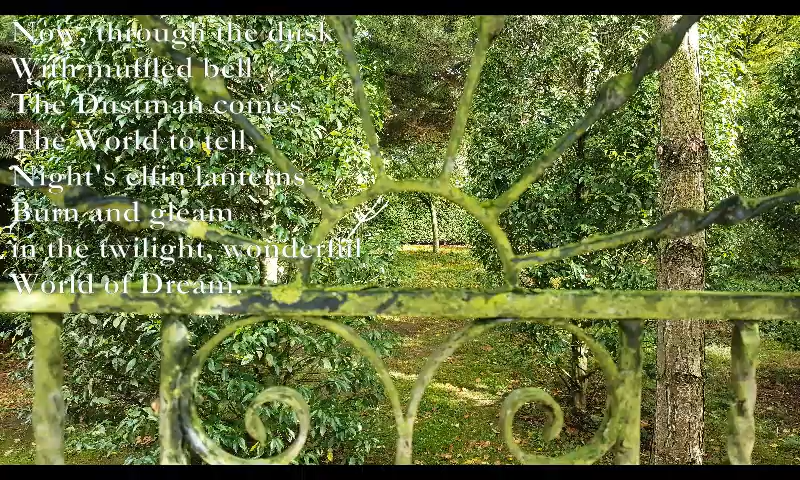 Now, through the dusk
With muffled bell
The Dustman comes
The World to tell,
Night's elfin lanterns
Burn and gleam
in the twilight, wonderful
World of Dream.